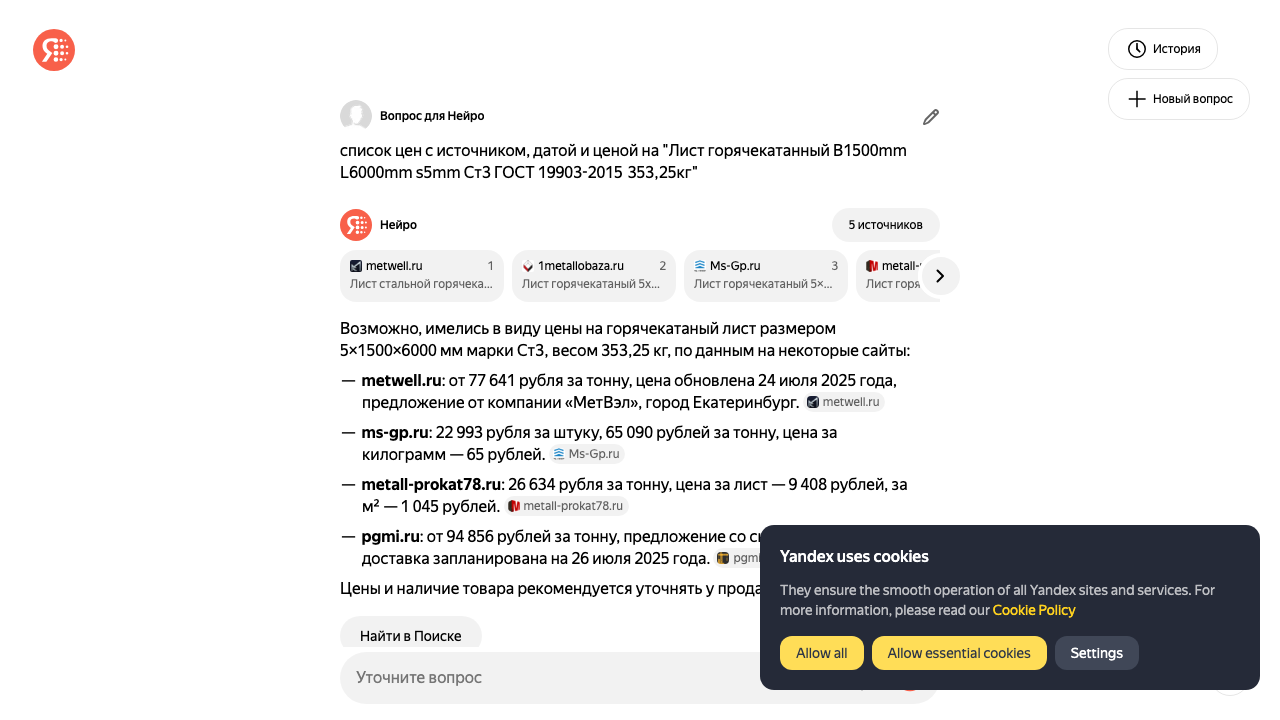 История
Новый вопрос
Вопрос для Нейро
список цен с источником, датой и ценой на "Лист горячекатанный B1500mm
L6000mm s5mm Ст3 ГОСТ 19903-2015 353,25кг"
Нейро
5 источников
metwell.ru 1
Лист стальной горячека...
1metallobaza.ru 2
Лист горячекатаный 5х...
Ms-Gp.ru 3
Лист горячекатаный 5×...
metall-
Лист горя
Возможно, имелись в виду цены на горячекатаный лист размером
5×1500×6000 мм марки Ст3, весом 353,25 кг, по данным на некоторые сайты:
— metwell.ru: от 77 641 рубля за тонну, цена обновлена 24 июля 2025 года,
предложение от компании «МетВэл», город Екатеринбург. metwell.ru
— ms-gp.ru: 22 993 рубля за штуку, 65 090 рублей за тонну, цена за
килограмм — 65 рублей. Ms-Gp.ru
— metall-prokat78.ru: 26 634 рубля за тонну, цена за лист — 9 408 рублей, за
м² — 1 045 рублей. metall-prokat78.ru
— pgmi.ru: от 94 856 рублей за тонну, предложение со
доставка запланирована на 26 июля 2025 года. pgmi
Цены и наличие товара рекомендуется уточнять у
Найти в Поиске
Уточните вопрос
Yandex uses cookies
They ensure the smooth operation of all Yandex sites and services. For
more information, please read our Cookie Policy
Allow all
Allow essential cookies
Settings